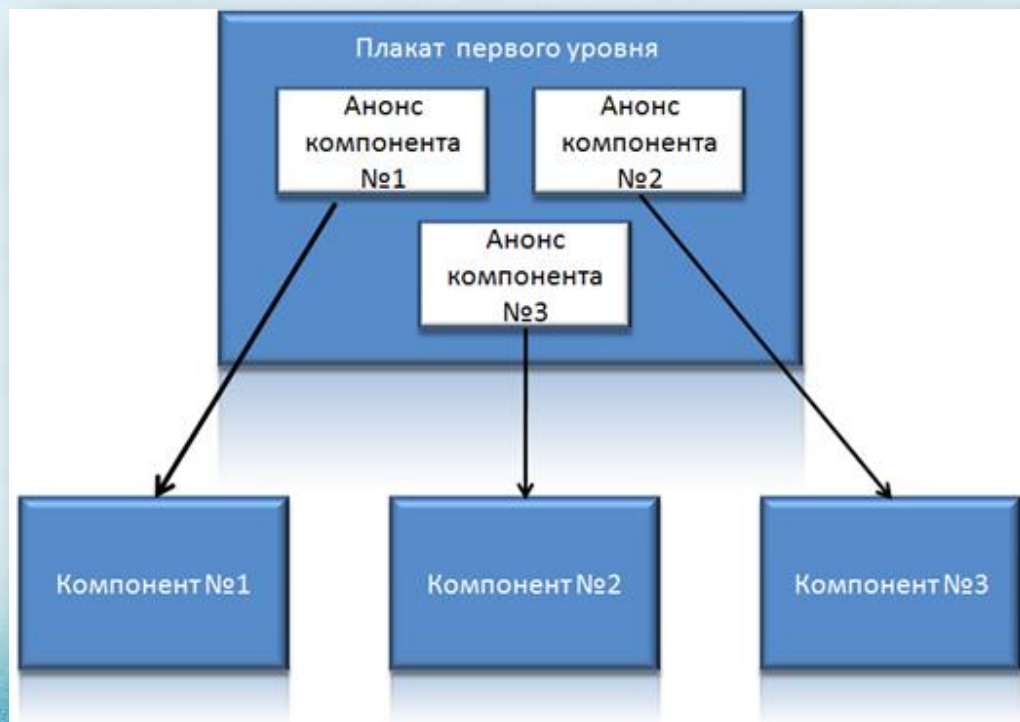 Плакат первого уровня
Анонс
компонента
№1
Анонс
компонента
№2
Анонс
компонента
№3
Компонент №1
Компонент №2
Компонент №3